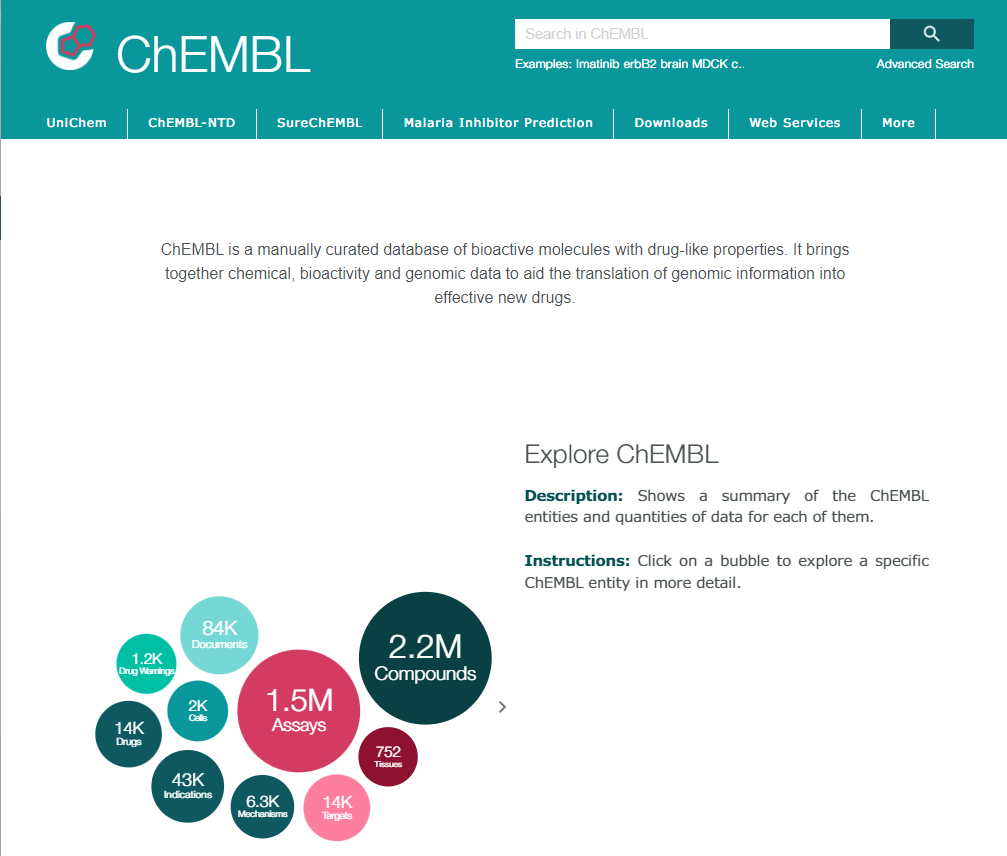 ChEMBL
Search in ChEMBL
Examples: Imatinib erbB2 brain MDCK c..
Advanced Search
UniChem
ChEMBL-NTD
SureChEMBL
Malaria Inhibitor Prediction
Downloads
Web Services
More
ChEMBL is a manually curated database of bioactive molecules with drug-like properties. It brings
together chemical, bioactivity and genomic data to aid the translation of genomic information into
effective new drugs.
Explore ChEMBL
Description: Shows a summary of the ChEMBL
entities and quantities of data for each of them.
Instructions: Click on a bubble to explore a specific
ChEMBL entity in more detail.
84K
Documents
2.2M
Compounds
1.2K
Drug Warnings
1.5M
Assays
2K
Cells
14K
Drugs
752
Tissues
43K
Indications
6.3K
Mechanisms
14K
Targets